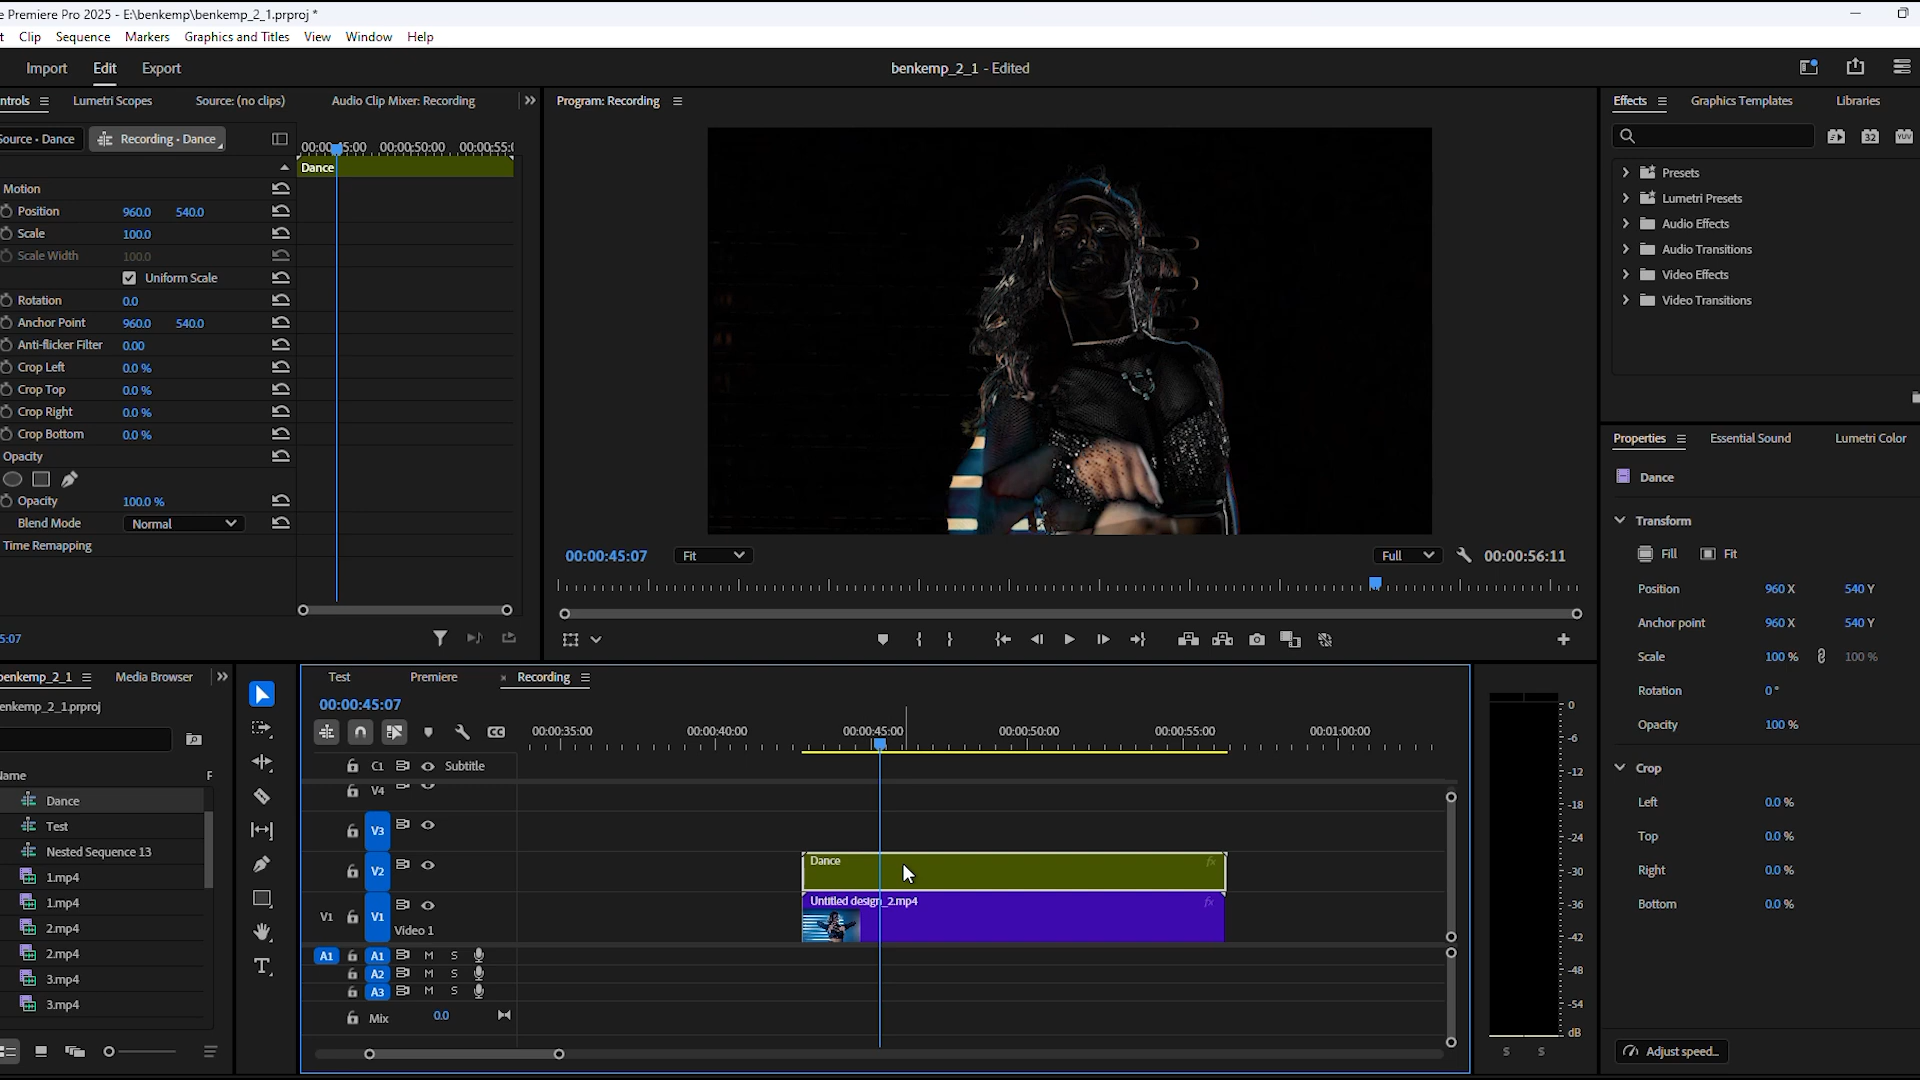 e Premiere Pro 2025 - E:\benkemp\benkemp_2_1.prproj *
t Clip Sequence Markers Graphics and Titles View Window Help
Import Edit Export
benkemp_2_1 - Edited
ntrols Lumetri Scopes Source: (no clips) Audio Clip Mixer: Recording
Source • Dance Recording • Dance
00:00:45:00 00:00:50:00 00:00:55:(
Dance
Motion
Position 960.0 540.0
Scale 100.0
Scale Width 100.0
Uniform Scale
Rotation 0.0
Anchor Point 960.0 540.0
Anti-flicker Filter 0.00
Crop Left 0.0 %
Crop Top 0.0 %
Crop Right 0.0 %
Crop Bottom 0.0 %
Opacity
Opacity 100.0 %
Blend Mode Normal
Time Remapping
5:07
Program: Recording
00:00:45:07 Fit Full 00:00:56:11
Effects Graphics Templates Libraries
32 YUV
Presets
Lumetri Presets
Audio Effects
Audio Transitions
Video Effects
Video Transitions
Properties Essential Sound Lumetri Color
Dance
Transform
Fill Fit
Position 960 X 540 Y
Anchor point 960 X 540 Y
Scale 100 % 100 %
Rotation 0 °
Opacity 100 %
Crop
Left 0.0 %
Top 0.0 %
Right 0.0 %
Bottom 0.0 %
Adjust speed...
benkemp_2_1 Media Browser
enkemp_2_1.prproj
Name F
Dance
Test
Nested Sequence 13
1.mp4
1.mp4
2.mp4
2.mp4
3.mp4
3.mp4
Test Premiere × Recording
00:00:45:07
CC
00:00:35:00 00:00:40:00 00:00:45:00 00:00:50:00 00:00:55:00 00:01:00:00
C1 Subtitle
V4
V3
V2
V1 V1
Video 1
A1 A1 M S
A2 M S
A3 M S
Mix 0.0
Dance fx
Untitled design_2.mp4 fx
0
-6
-12
-18
-24
-30
-36
-42
-48
-54
dB
S S